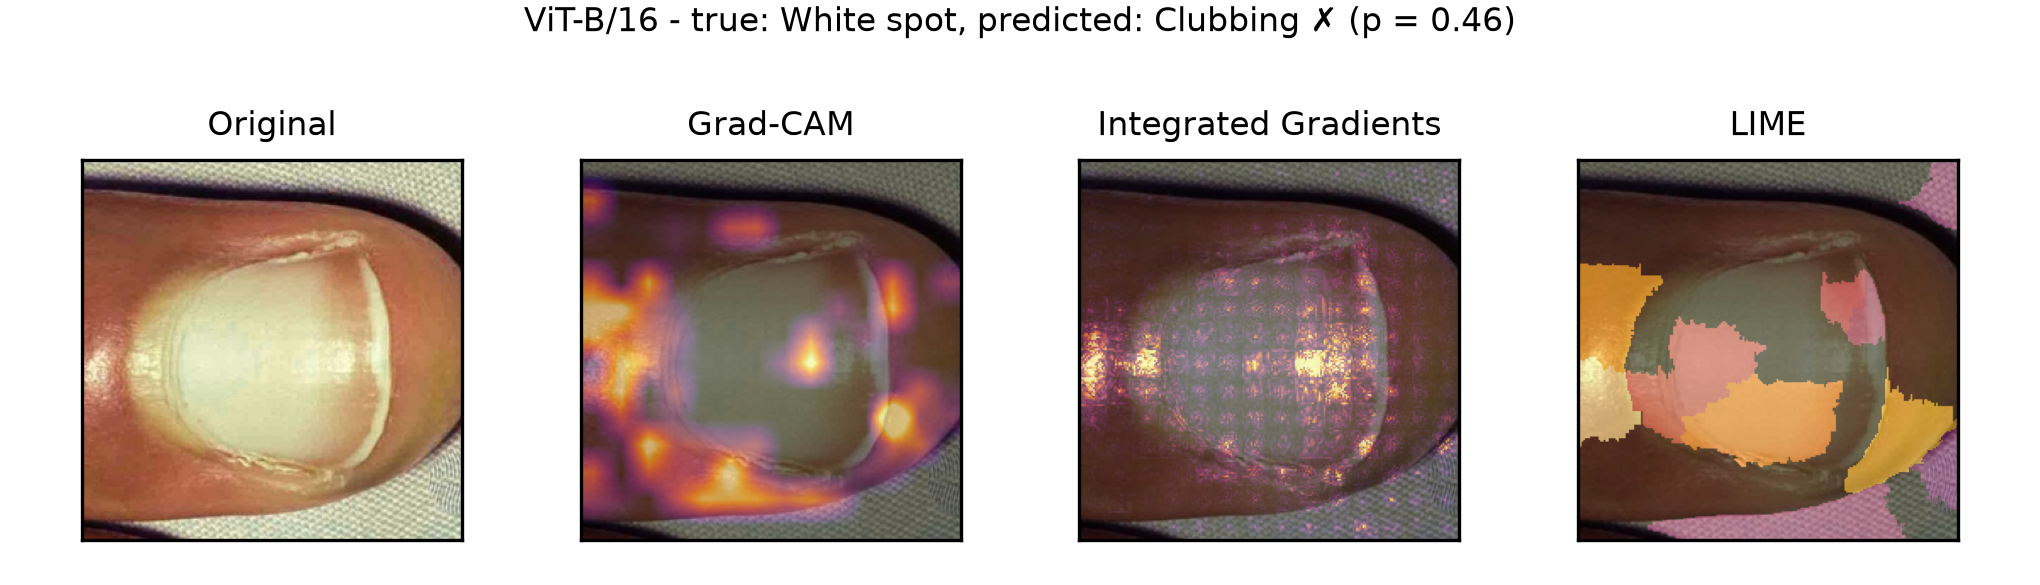 ViT-B/16 - true: White spot, predicted: Clubbing ✗ (p = 0.46)
Original
Grad-CAM
Integrated Gradients
LIME